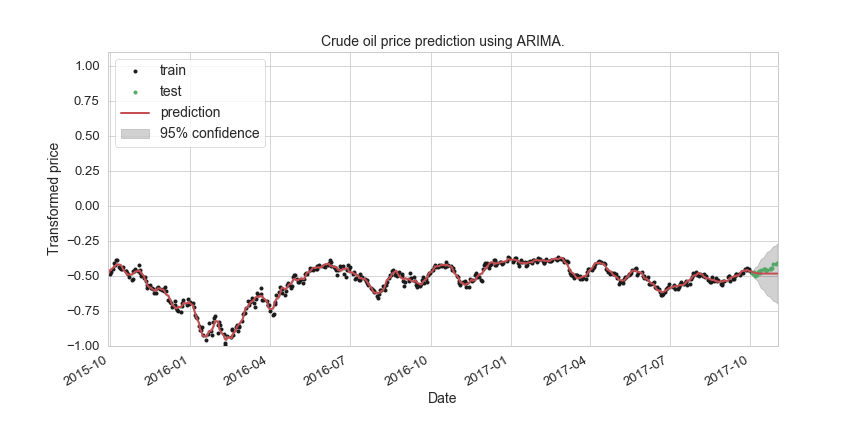 Crude oil price prediction using ARIMA.
train
test
prediction
95% confidence
Transformed price
1.00
0.75
0.50
0.25
0.00
−0.25
−0.50
−0.75
−1.00
2015-10
2016-01
2016-04
2016-07
2016-10
2017-01
2017-04
2017-07
2017-10
Date